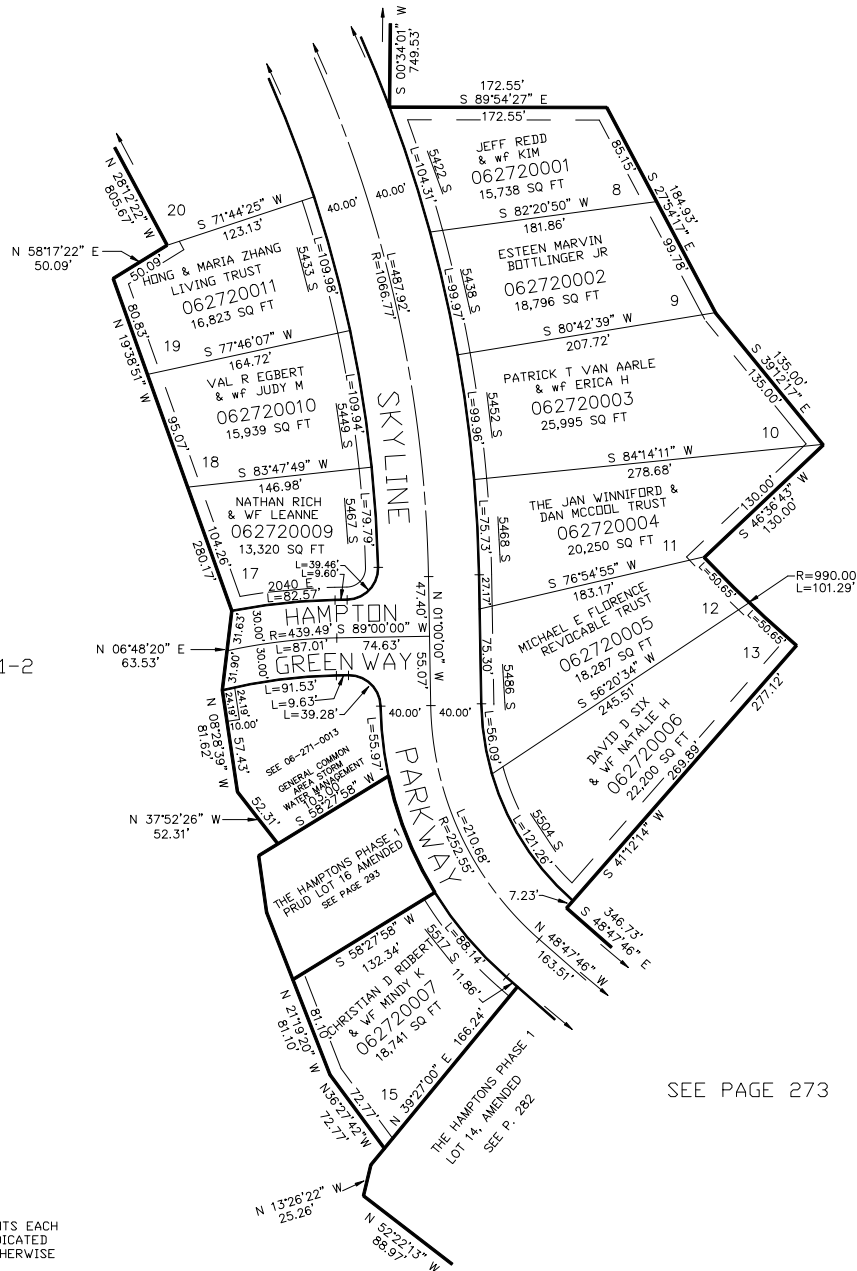 S 00°34'01" W
749.53'
172.55'
S 89°54'27" E
172.55'
JEFF REDD
& wf KIM
062720001
15,738 SQ FT
8
5422 S
L=104.31'
85.15'
184.93'
S 27°54'17" E
99.78'
S 82°20'50" W
181.86'
ESTEEN MARVIN
BOTTLINGER JR
062720002
18,796 SQ FT
9
5438 S
L=99.97'
S 80°42'39" W
207.72'
PATRICK T VAN AARLE
& wf ERICA H
062720003
25,995 SQ FT
10
5452 S
L=99.96'
135.00'
S 39°12'17" E
135.00'
S 84°14'11" W
278.68'
THE JAN WINNIFORD &
DAN MCCOOL TRUST
062720004
20,250 SQ FT
11
5468 S
L=75.73'
130.00'
S 46°36'43" W
130.00'
S 76°54'55" W
183.17'
MICHAEL E FLORENCE
REVOCABLE TRUST
062720005
18,287 SQ FT
12
27.17'
75.30'
5486 S
L=56.09'
L=50.65'
R=990.00
L=101.29'
L=50.65'
S 56°20'34" W
245.51'
DAVID D SIX
& WF NATALIE H
062720006
22,200 SQ FT
13
277.12'
269.89'
S 41°12'14" W
5504 S
L=121.26'
7.23'
346.73'
S 48°47'46" E
N 48°47'46" W
163.51'
N 28°12'22" W
805.67'
20
N 58°17'22" E
50.09'
50.09'
S 71°44'25" W
123.13'
HONG & MARIA ZHANG
LIVING TRUST
062720011
16,823 SQ FT
19
80.83'
N 19°38'51" W
L=109.98'
5433 S
40.00'
40.00'
L=487.92'
R=1066.77'
S 77°46'07" W
164.72'
VAL R EGBERT
& wf JUDY M
062720010
15,939 SQ FT
18
95.07'
L=109.94'
5449 S
S 83°47'49" W
146.98'
NATHAN RICH
& WF LEANNE
062720009
13,320 SQ FT
17
104.26'
280.17'
L=79.79'
5467 S
L=39.46'
L=9.60'
2040 E
L=82.57'
SKYLINE
PARKWAY
HAMPTON
GREEN WAY
R=439.49'
S 89°00'00" W
L=87.01'
74.63'
31.63'
30.00'
31.90'
30.00'
47.40'
N 01°00'00" W
55.07'
40.00'
40.00'
N 06°48'20" E
63.53'
1-2
L=91.53'
L=9.63'
L=39.28'
24.19'
24.19'
10.00'
57.43'
N 08°28'39" W
81.62'
L=55.97'
SEE 06-271-0013
GENERAL COMMON
AREA STORM
WATER MANAGEMENT
103.00'
S 58°27'58" W
52.31'
N 37°52'26" W
52.31'
THE HAMPTONS PHASE 1
PRUD LOT 16 AMENDED
SEE PAGE 293
L=210.68'
R=252.55'
S 58°27'58" W
132.34'
CHRISTIAN D ROBERT
& WF MINDY K
062720007
18,741 SQ FT
15
5517 S
L=88.14'
11.86'
81.10'
N 21°19'20" W
81.10'
72.77'
N36°27'42"W
72.77'
N 39°27'00" E
166.24'
THE HAMPTONS PHASE 1
LOT 14, AMENDED
SEE P. 282
SEE PAGE 273
N 13°26'22" W
25.26'
N 52°22'13" W
88.97'
TS EACH
DICATED
HERWISE